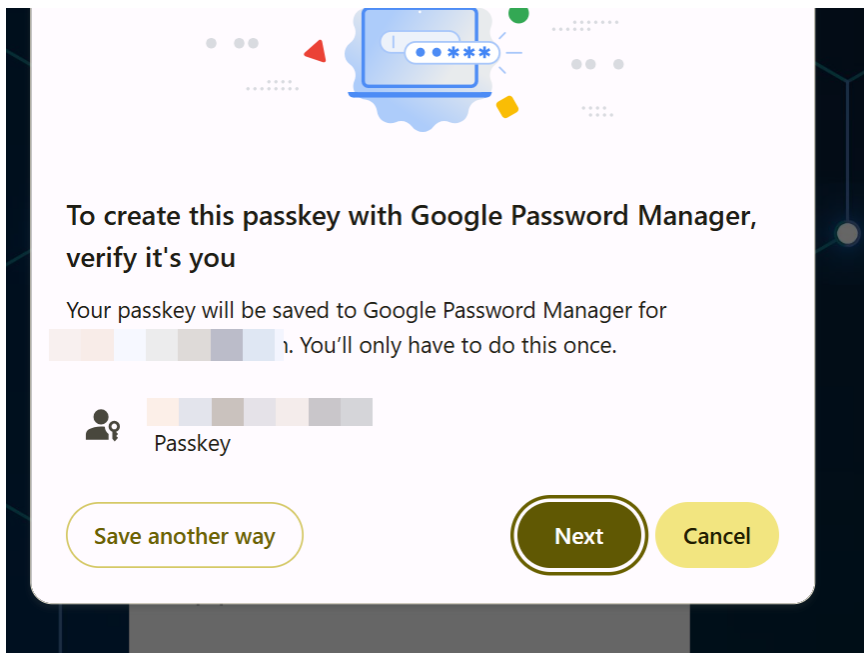 To create this passkey with Google Password Manager,
verify it's you
Your passkey will be saved to Google Password Manager for
You’ll only have to do this once.
Passkey
Save another way
Next
Cancel